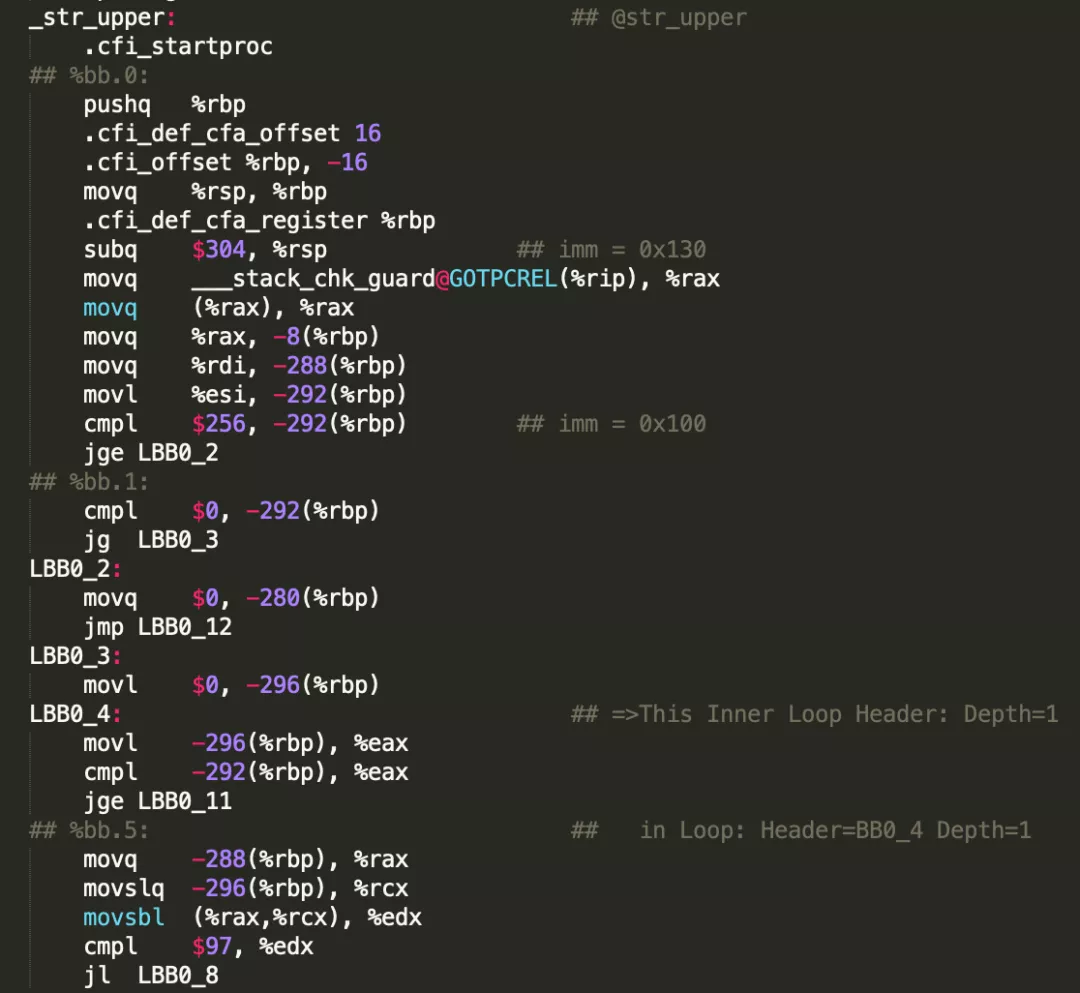 _str_upper:                             ## @str_upper
    .cfi_startproc
## %bb.0:
    pushq   %rbp
    .cfi_def_cfa_offset 16
    .cfi_offset %rbp, -16
    movq    %rsp, %rbp
    .cfi_def_cfa_register %rbp
    subq    $304, %rsp              ## imm = 0x130
    movq    ___stack_chk_guard@GOTPCREL(%rip), %rax
    movq    (%rax), %rax
    movq    %rax, -8(%rbp)
    movq    %rdi, -288(%rbp)
    movl    %esi, -292(%rbp)
    cmpl    $256, -292(%rbp)        ## imm = 0x100
    jge LBB0_2
## %bb.1:
    cmpl    $0, -292(%rbp)
    jg  LBB0_3
LBB0_2:
    movq    $0, -280(%rbp)
    jmp LBB0_12
LBB0_3:
    movl    $0, -296(%rbp)
LBB0_4:                                 ## =>This Inner Loop Header: Depth=1
    movl    -296(%rbp), %eax
    cmpl    -292(%rbp), %eax
    jge LBB0_11
## %bb.5:                               ##   in Loop: Header=BB0_4 Depth=1
    movq    -288(%rbp), %rax
    movslq  -296(%rbp), %rcx
    movsbl  (%rax,%rcx), %edx
    cmpl    $97, %edx
    jl  LBB0_8